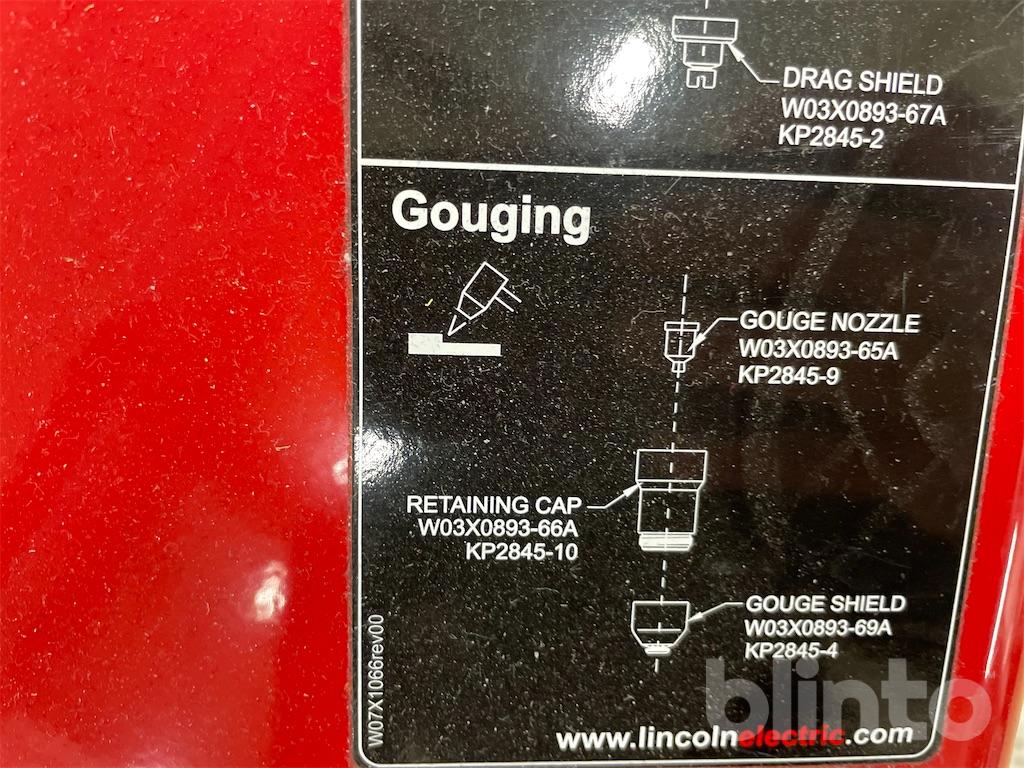 DRAG SHIELD
W03X0893-67A
KP2845-2
Gouging
GOUGE NOZZLE
W03X0893-65A
KP2845-9
RETAINING CAP
W03X0893-66A
KP2845-10
GOUGE SHIELD
W03X0893-69A
KP2845-4
W07X1066rev00
www.lincolnelectric.com
blinto